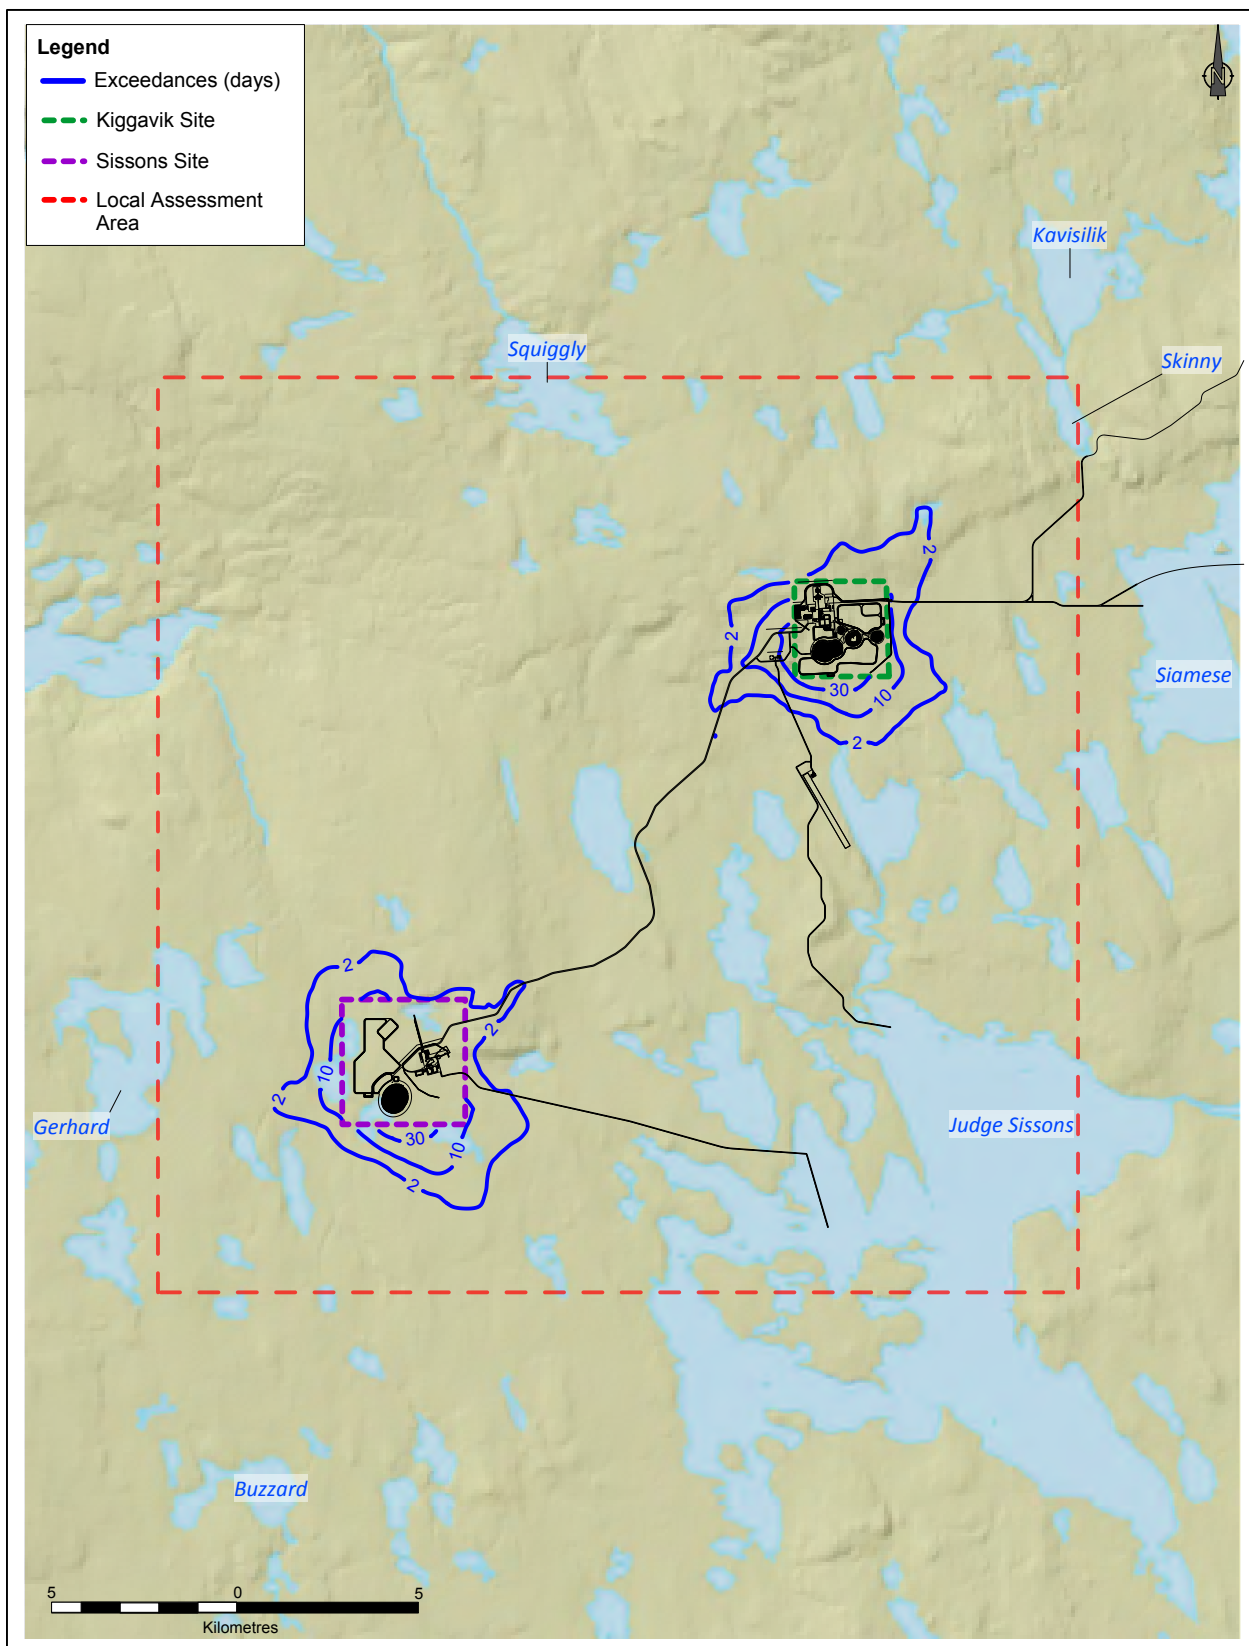 Legend
Exceedances (days)
Kiggavik Site
Sissons Site
Local Assessment
Area
N
Kavisilik
Squiggly
Skinny
2
2
Siamese
30
10
2
2
2
10
2
Gerhard
30
10
Judge Sissons
2
Buzzard
5 0 5
Kilometres